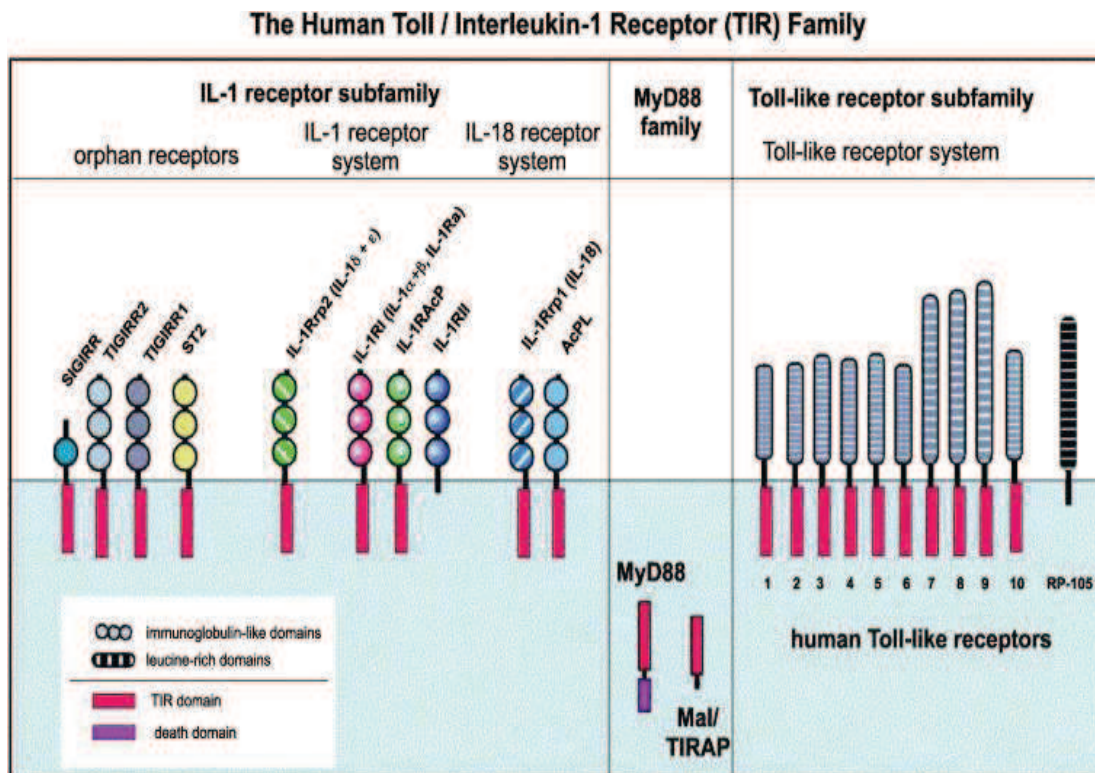 The Human Toll / Interleukin-1 Receptor (TIR) Family
IL-1 receptor subfamily
orphan receptors
IL-1 receptor
system
IL-18 receptor
system
MyD88
family
Toll-like receptor subfamily
Toll-like receptor system
SIGIRR
TIGIRR2
TIGIRR1
ST2
IL-1Rrp2 (IL-1δ + ε)
IL-1RI (IL-1α+β, IL-1Ra)
IL-1RAcP
IL-1RII
IL-1Rrp1 (IL-18)
AcPL
MyD88
Mal/
TIRAP
1 2 3 4 5 6 7 8 9 10 RP-105
human Toll-like receptors
immunoglobulin-like domains
leucine-rich domains
TIR domain
death domain